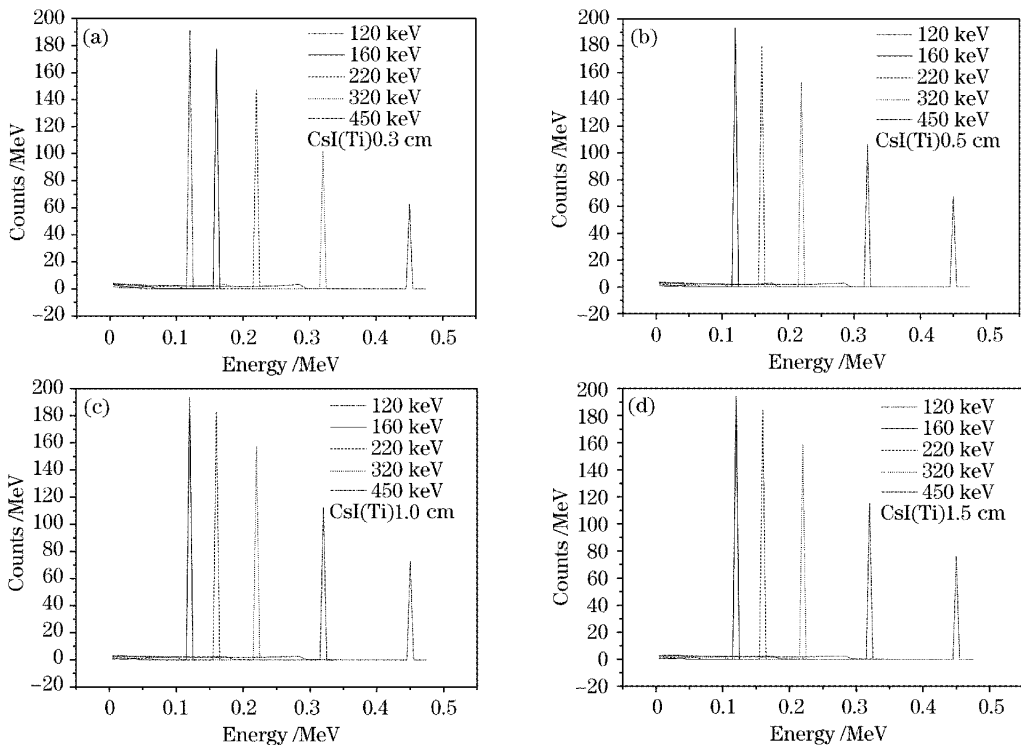 (a)
120 keV
160 keV
220 keV
320 keV
450 keV
CsI(Ti)0.3 cm
Counts /MeV
200
180
160
140
120
100
80
60
40
20
0
−20
0
0.1
0.2
0.3
0.4
0.5
Energy /MeV
(b)
120 keV
160 keV
220 keV
320 keV
450 keV
CsI(Ti)0.5 cm
Counts /MeV
200
180
160
140
120
100
80
60
40
20
0
−20
0
0.1
0.2
0.3
0.4
0.5
Energy /MeV
(c)
120 keV
160 keV
220 keV
320 keV
450 keV
CsI(Ti)1.0 cm
Counts /MeV
200
180
160
140
120
100
80
60
40
20
0
−20
0
0.1
0.2
0.3
0.4
0.5
Energy /MeV
(d)
120 keV
160 keV
220 keV
320 keV
450 keV
CsI(Ti)1.5 cm
Counts /MeV
200
180
160
140
120
100
80
60
40
20
0
−20
0
0.1
0.2
0.3
0.4
0.5
Energy /MeV